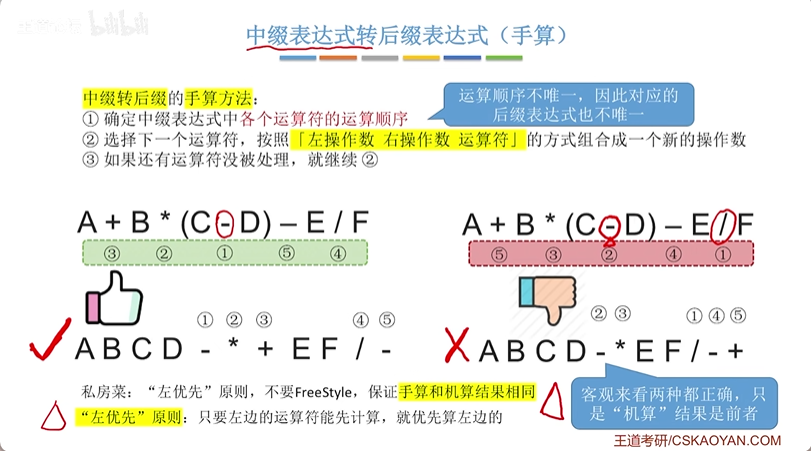 bilibili
中缀表达式转后缀表达式（手算）
中缀转后缀的手算方法：
① 确定中缀表达式中各个运算符的运算顺序
② 选择下一个运算符，按照「左操作数 右操作数 运算符」的方式组合成一个新的操作数
③ 如果还有运算符没被处理，就继续 ②
运算顺序不唯一，因此对应的
后缀表达式也不唯一
A + B * (C - D) – E / F
③ ② ① ⑤ ④
① ② ③ ④ ⑤
A B C D - * + E F / -
A + B * (C - D) – E / F
⑤ ③ ② ④ ①
② ③ ① ④ ⑤
A B C D - * E F / - +
私房菜：“左优先”原则，不要FreeStyle，保证手算和机算结果相同
“左优先”原则：只要左边的运算符能先计算，就优先算左边的
客观来看两种都正确，只
是“机算”结果是前者
王道考研/CSKAOYAN.COM